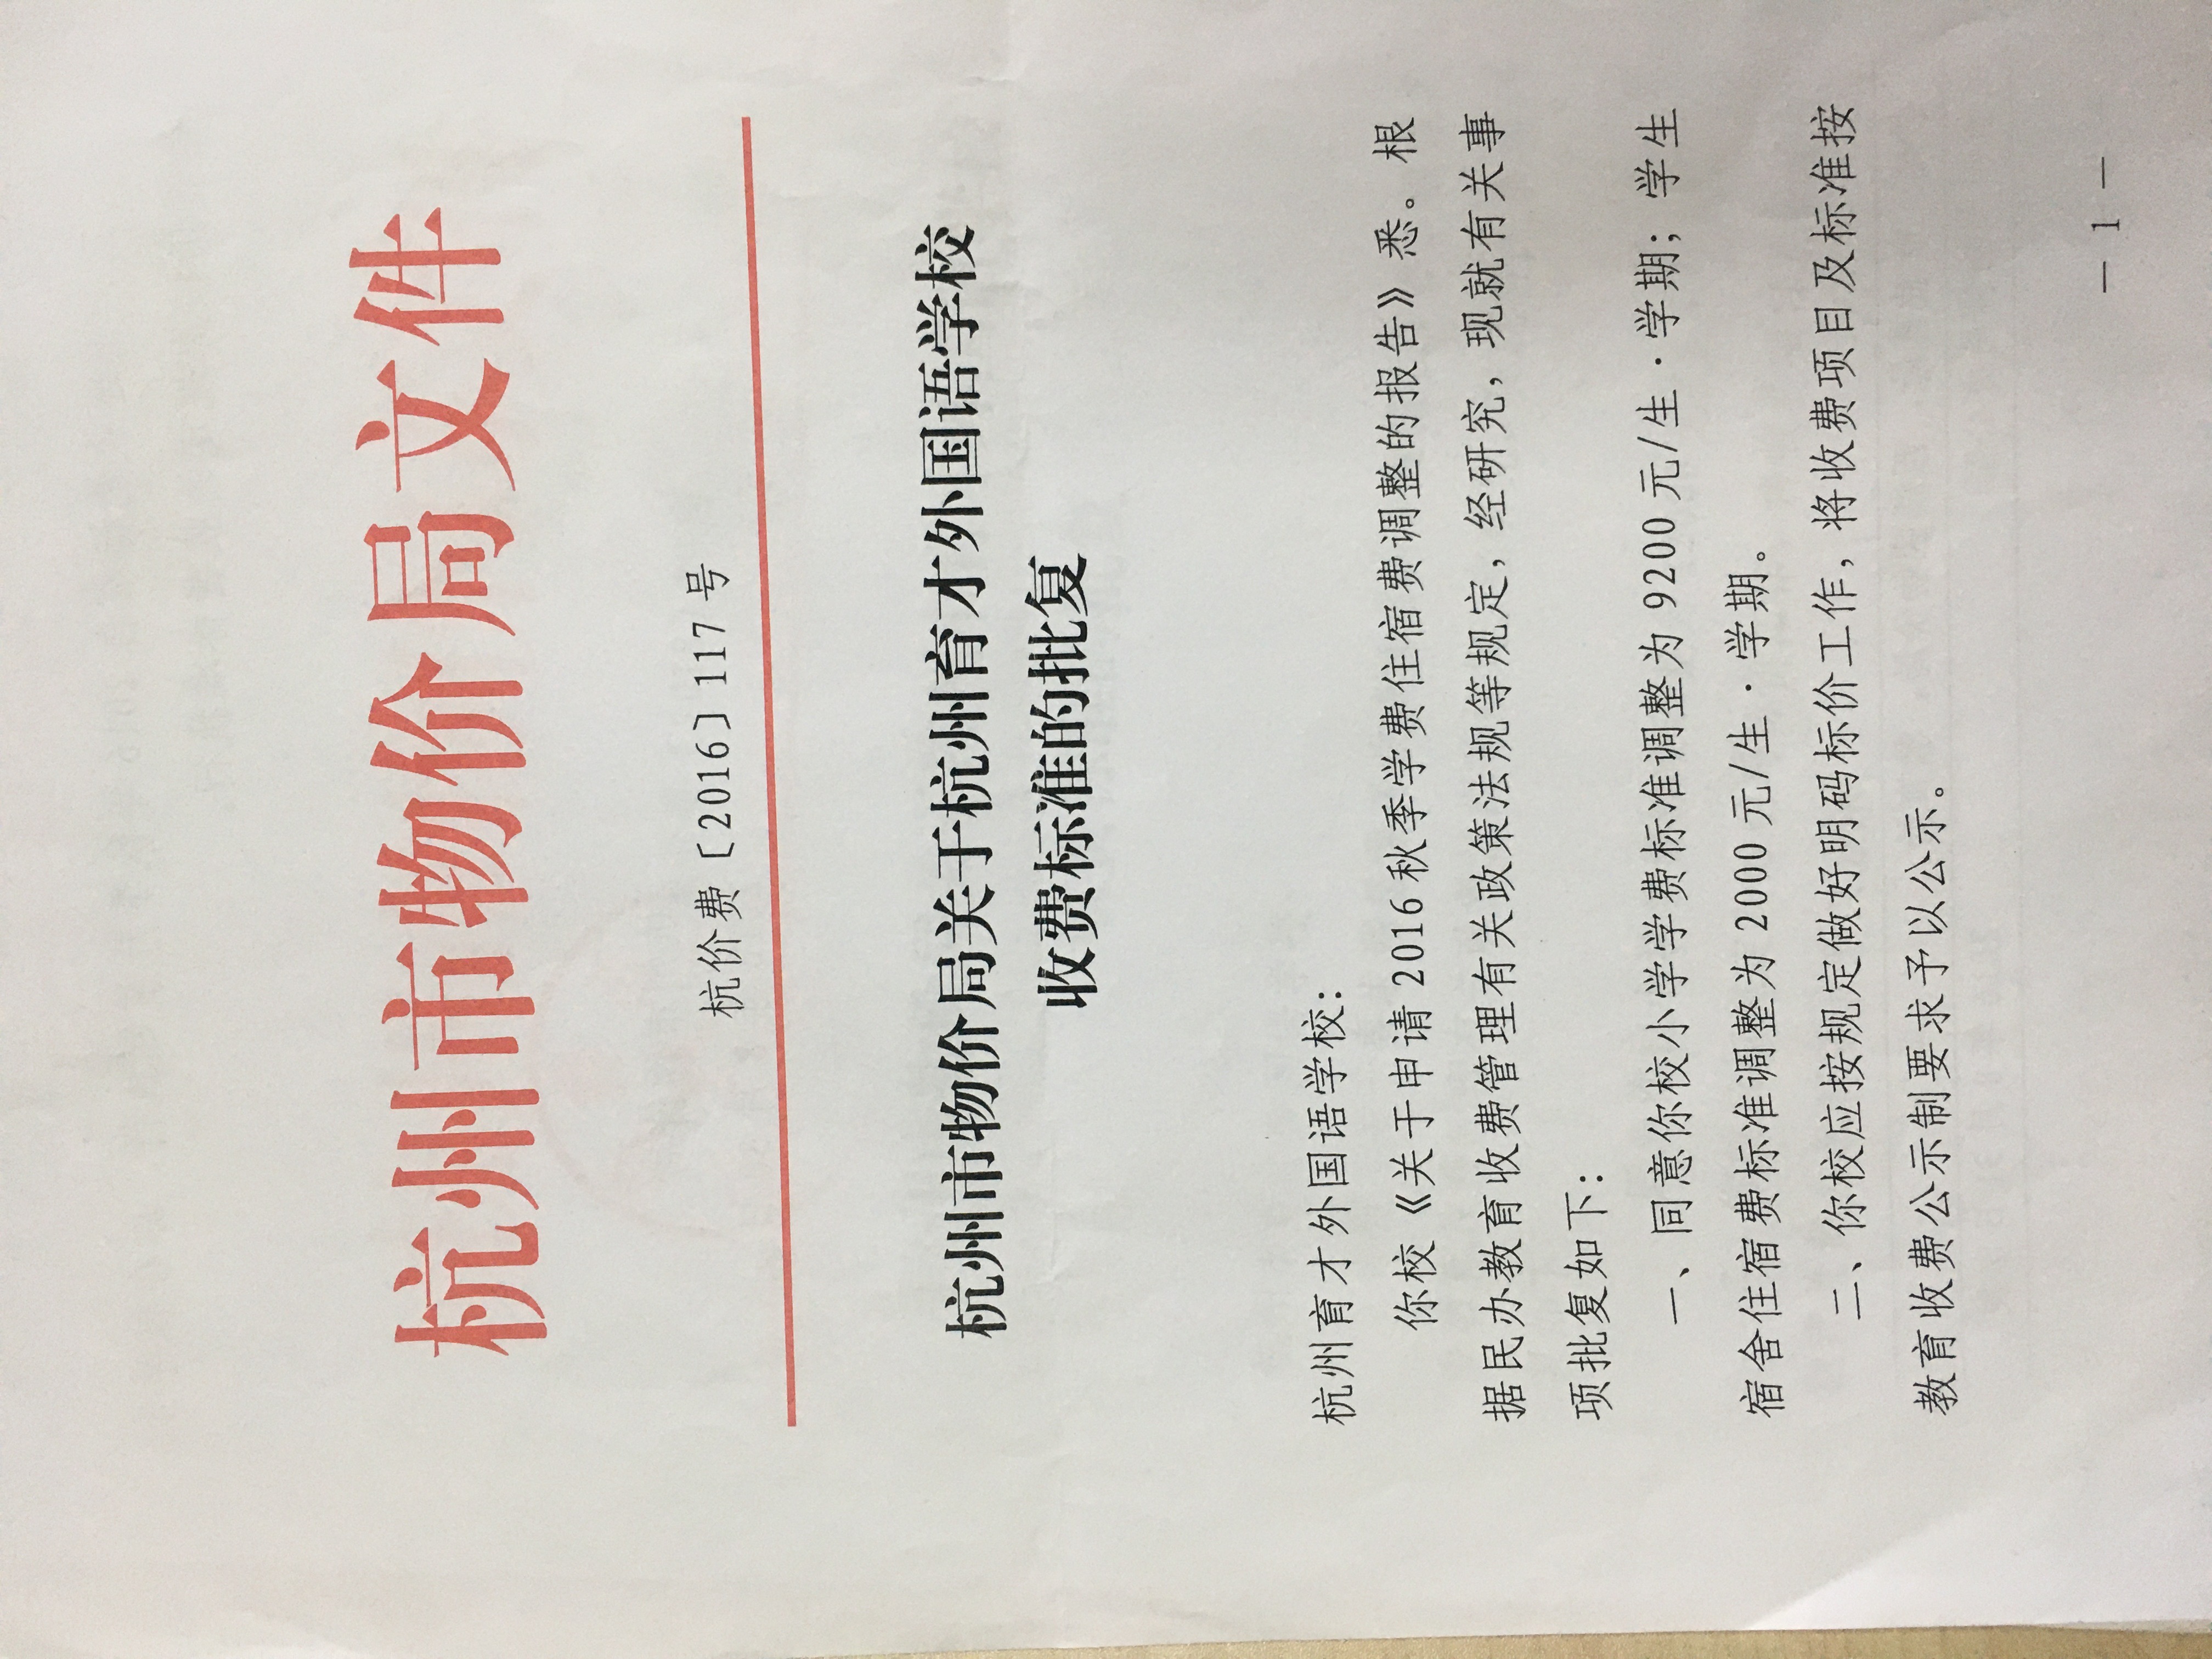 杭州市物价局文件
杭价费〔2016〕117号
杭州市物价局关于杭州育才外国语学校
收费标准的批复
杭州育才外国语学校：
你校《关于申请2016秋季学费住宿费调整的报告》悉。根
据民办教育收费管理有关政策法规等规定，经研究，现就有关事
项批复如下：
一、同意你校小学学费标准调整为9200元/生·学期；学生
宿舍住宿费标准调整为2000元/生·学期。
二、你校应按规定做好明码标价工作，将收费项目及标准按
教育收费公示制要求予以公示。
— 1 —